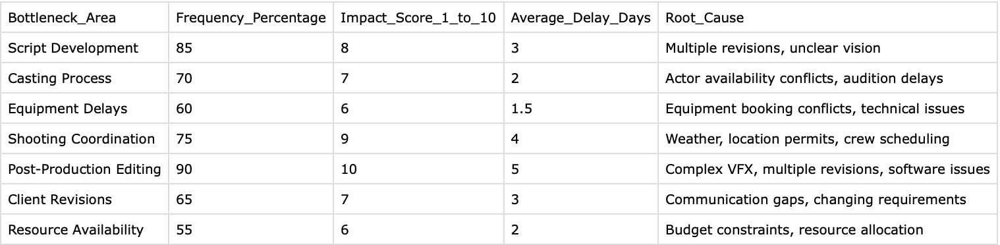 Bottleneck_Area Frequency_Percentage Impact_Score_1_to_10 Average_Delay_Days Root_Cause
Script Development 85 8 3 Multiple revisions, unclear vision
Casting Process 70 7 2 Actor availability conflicts, audition delays
Equipment Delays 60 6 1.5 Equipment booking conflicts, technical issues
Shooting Coordination 75 9 4 Weather, location permits, crew scheduling
Post-Production Editing 90 10 5 Complex VFX, multiple revisions, software issues
Client Revisions 65 7 3 Communication gaps, changing requirements
Resource Availability 55 6 2 Budget constraints, resource allocation